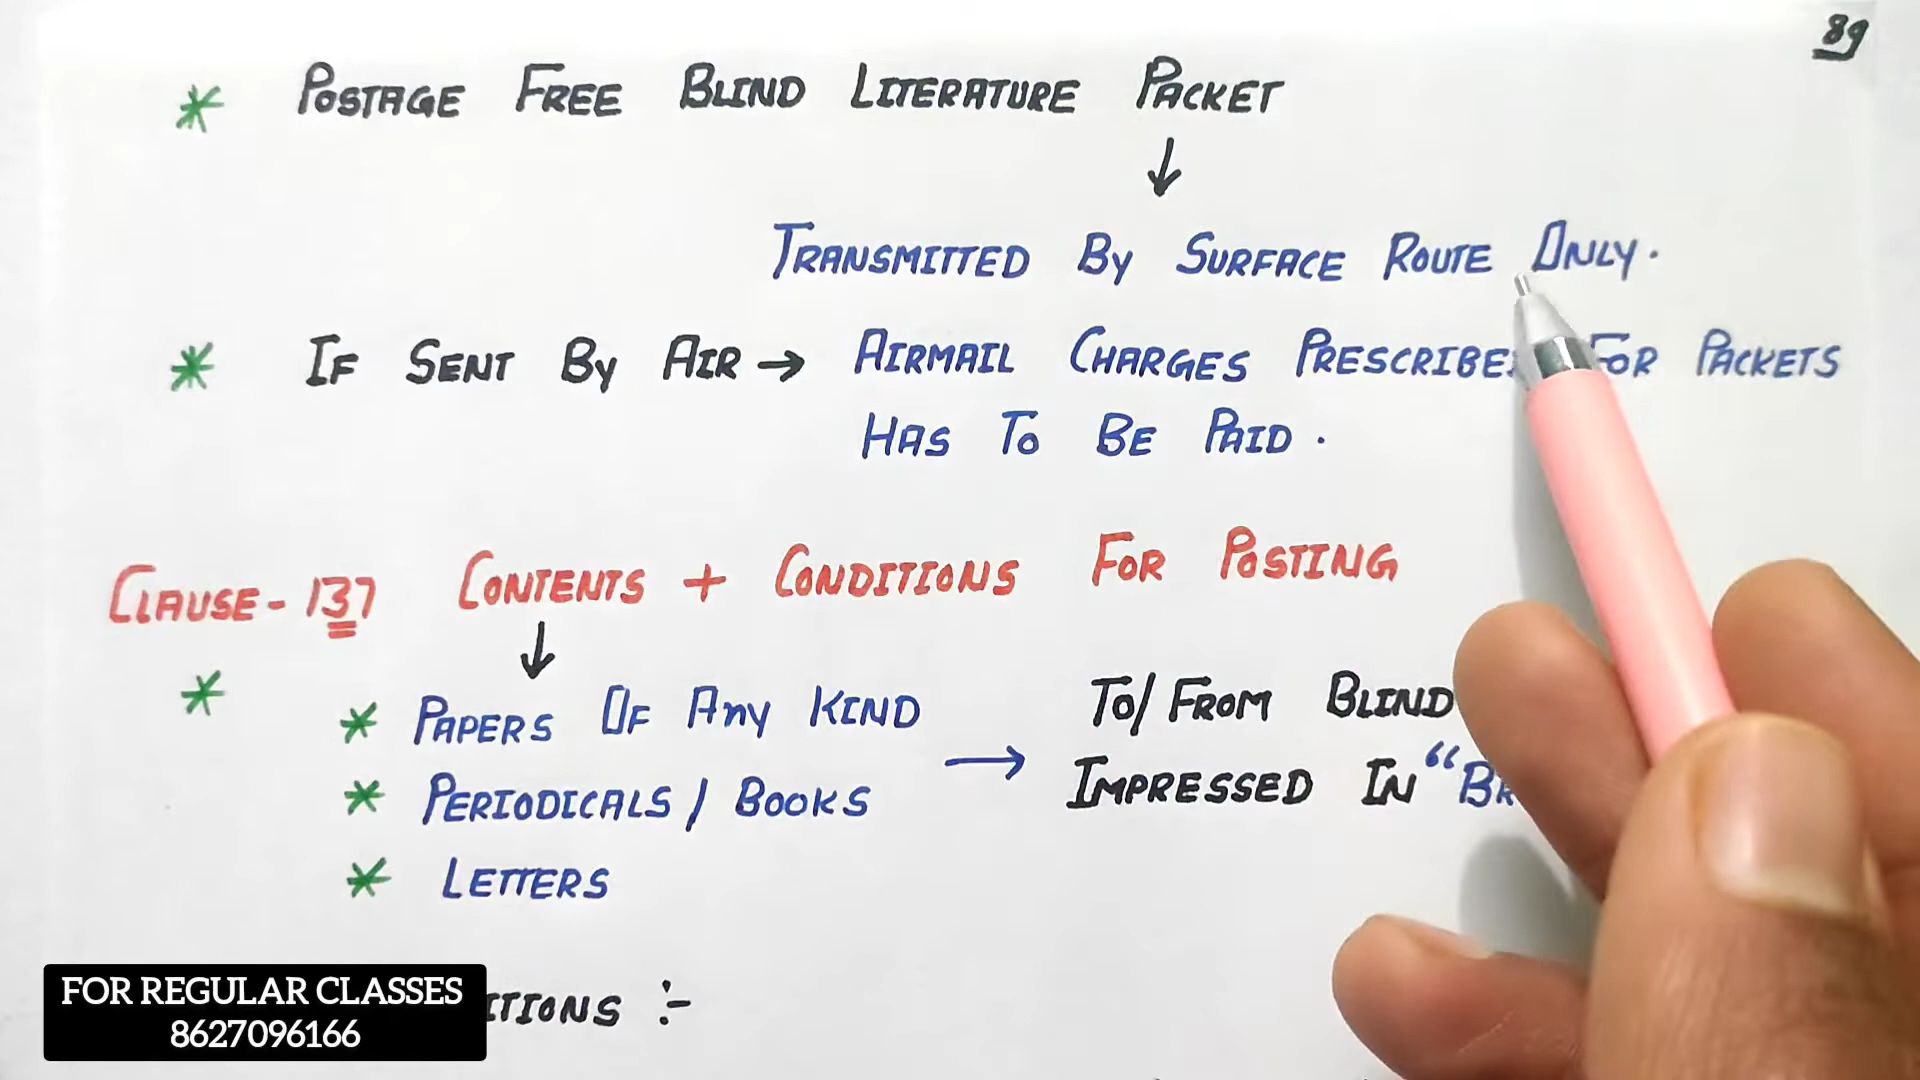 89
* POSTAGE FREE BLIND LITERATURE PACKET
↓
TRANSMITTED BY SURFACE ROUTE ONLY.
* IF SENT BY AIR → AIRMAIL CHARGES PRESCRIBED FOR PACKETS
HAS TO BE PAID.
CLAUSE-137 CONTENTS + CONDITIONS FOR POSTING
↓
* * PAPERS OF ANY KIND
* PERIODICALS / BOOKS
* LETTERS
→ TO/FROM BLIND
IMPRESSED IN "BR
ITIONS :-
FOR REGULAR CLASSES
8627096166